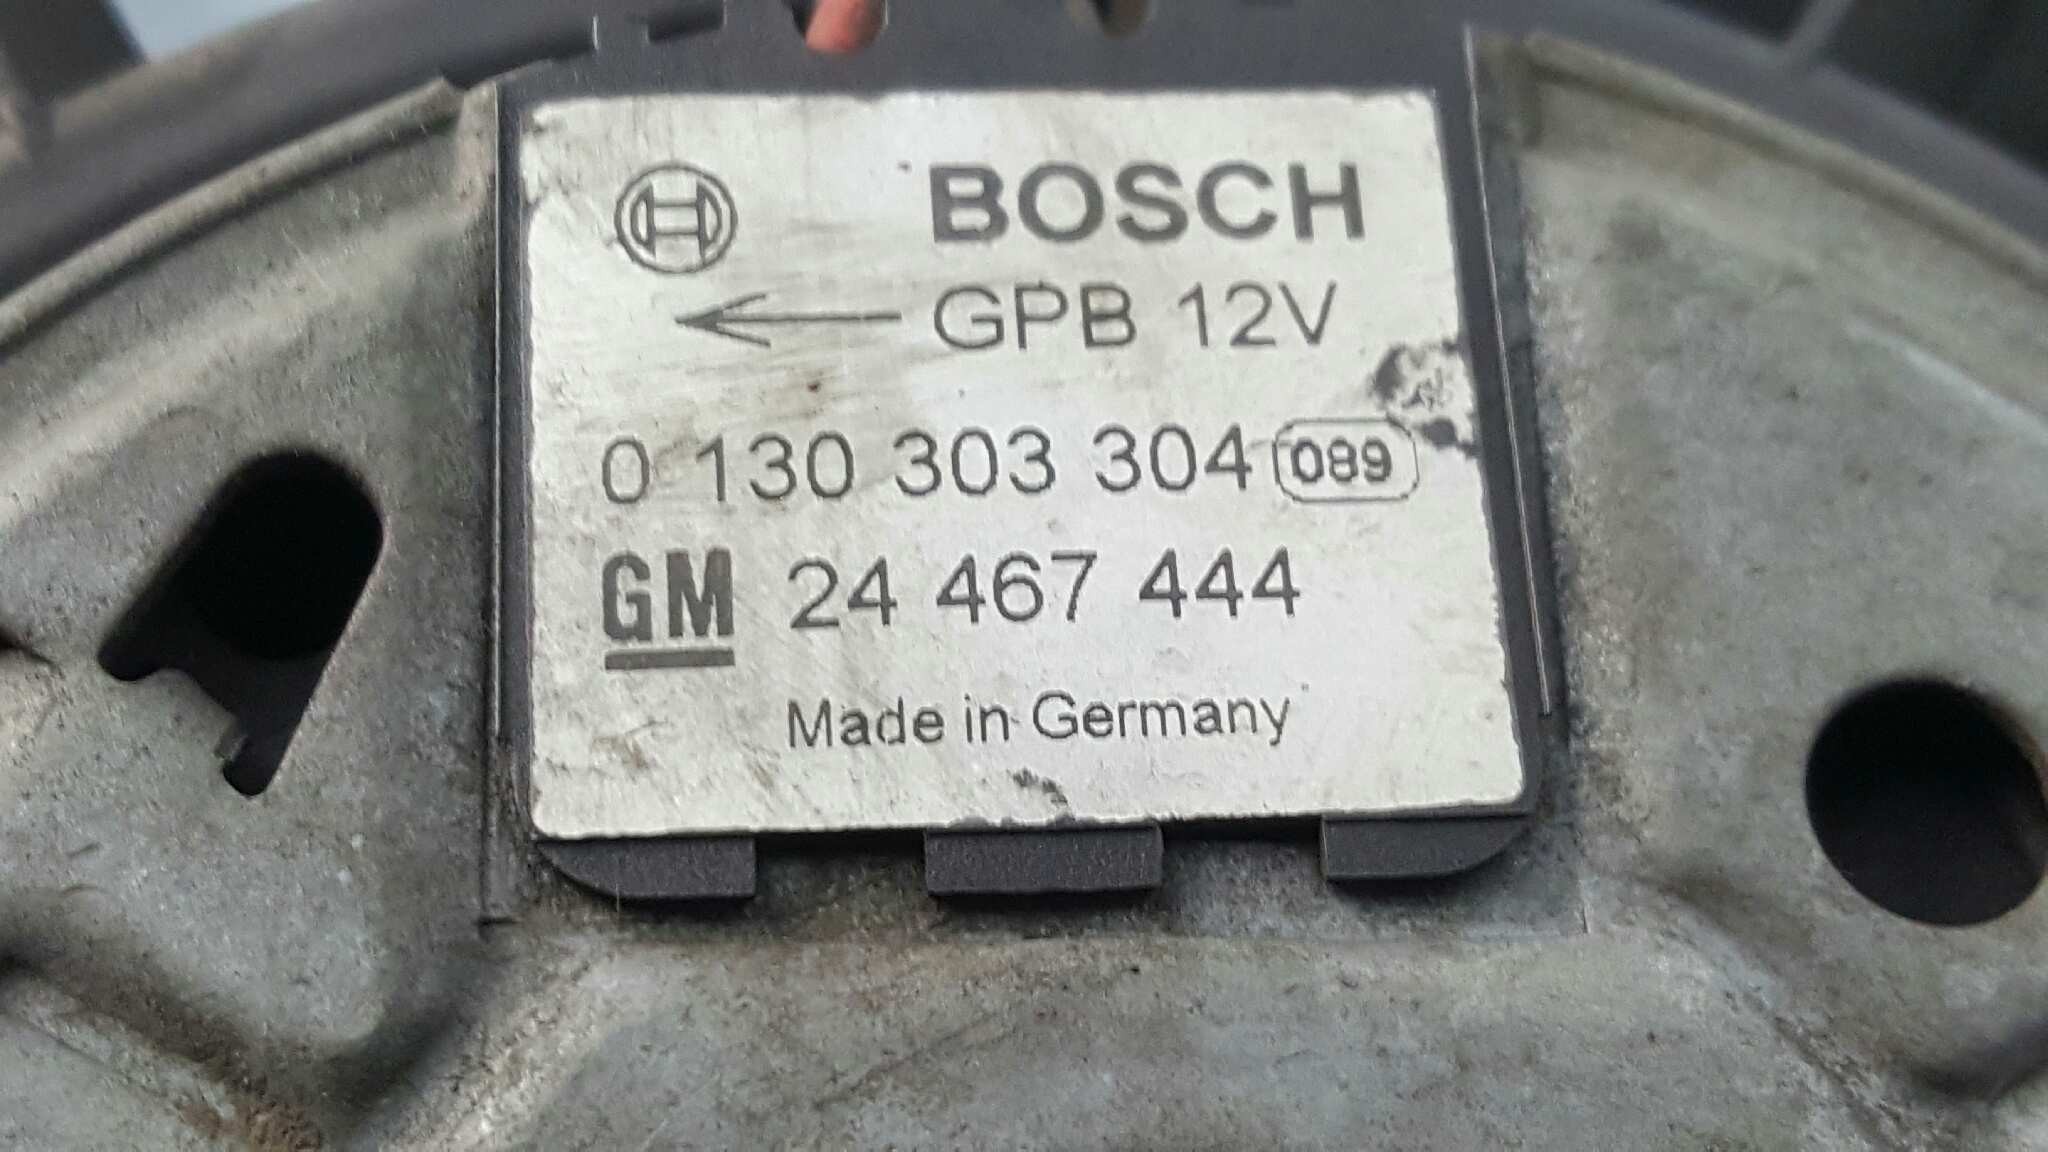 BOSCH
GPB 12V
0 130 303 304 089
GM 24 467 444
Made in Germany